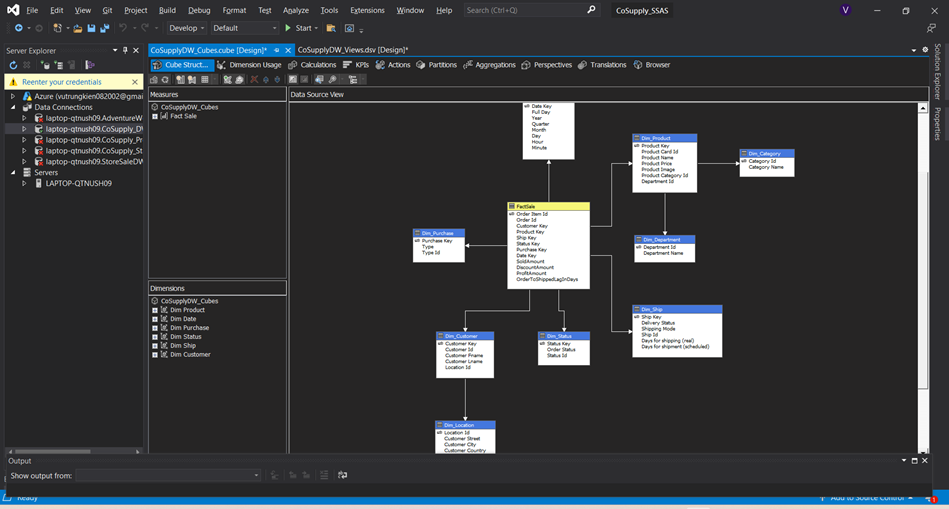 File Edit View Git Project Build Debug Format Test Analyze Tools Extensions Window Help Search (Ctrl+Q) CoSupply_SSAS V
Develop Default Start
Server Explorer
CoSupplyDW_Cubes.cube [Design]* CoSupplyDW_Views.dsv [Design]*
Cube Struct... Dimension Usage Calculations KPIs Actions Partitions Aggregations Perspectives Translations Browser
Reenter your credentials
Azure (vutrungkien082002@gmai
Data Connections
laptop-qtnush09.AdventureW
laptop-qtnush09.CoSupply_D
laptop-qtnush09.CoSupply_Pr
laptop-qtnush09.CoSupply_St
laptop-qtnush09.StoreSaleDW
Servers
LAPTOP-QTNUSH09
Measures
CoSupplyDW_Cubes
Fact Sale
Dimensions
CoSupplyDW_Cubes
Dim Product
Dim Date
Dim Purchase
Dim Status
Dim Ship
Dim Customer
Data Source View
Date Key
Full Day
Year
Quarter
Month
Day
Hour
Minute
Dim_Product
Product Key
Product Card Id
Product Name
Product Price
Product Image
Product Category Id
Department Id
Dim_Category
Category Id
Category Name
FactSale
Order Item Id
Order Id
Customer Key
Product Key
Ship Key
Status Key
Purchase Key
Date Key
SoldAmount
DiscountAmount
ProfitAmount
OrderToShippedLagInDays
Dim_Purchase
Purchase Key
Type
Type Id
Dim_Department
Department Id
Department Name
Dim_Ship
Ship Key
Delivery Status
Shipping Mode
Ship Id
Days for shipping (real)
Days for shipment (scheduled)
Dim_Customer
Customer Key
Customer Id
Customer Fname
Customer Lname
Location Id
Dim_Status
Status Key
Order Status
Status Id
Dim_Location
Location Id
Customer Street
Customer City
Customer Country
Solution Explorer
Properties
Output
Show output from:
Ready
Add to Source Control
1